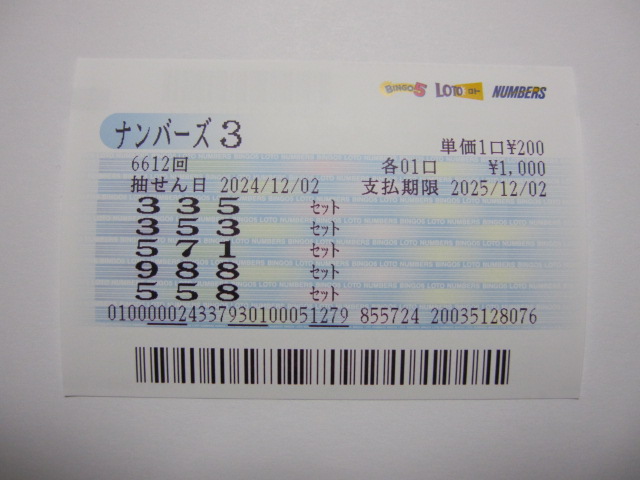 BINGO5 LOTO ロト NUMBERS
ナンバーズ3
単価1口¥200
6612回 各01口 ¥1,000
抽せん日 2024/12/02 支払期限 2025/12/02
335 セット
353 セット
571 セット
988 セット
558 セット
010000024337930100051279 855724 20035128076